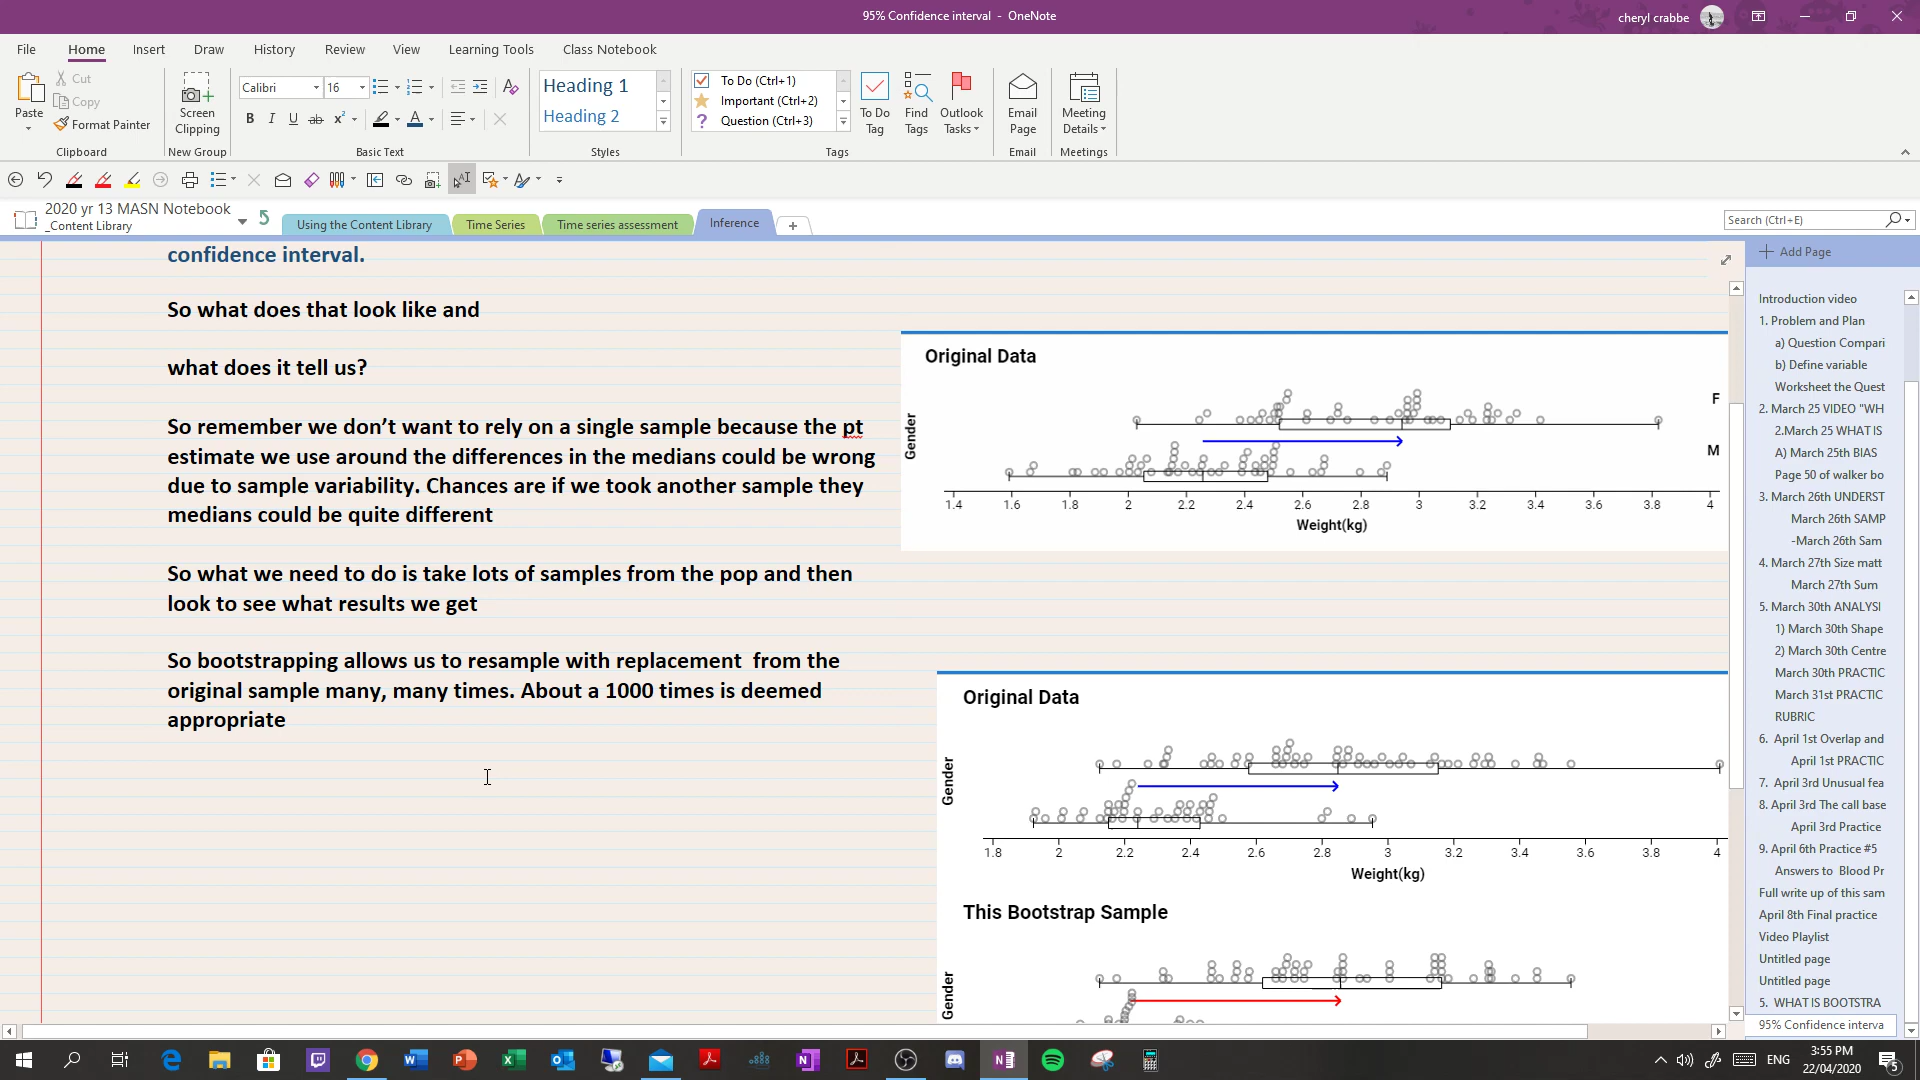 95% Confidence interval - OneNote
cheryl crabbe
File Home Insert Draw History Review View Learning Tools Class Notebook
Paste
Cut
Copy
Format Painter
Clipboard
Screen
Clipping
New Group
Calibri 16
B I U ab x² A
Basic Text
Heading 1
Heading 2
Styles
To Do (Ctrl+1)
Important (Ctrl+2)
Question (Ctrl+3)
To Do
Tag
Find
Tags
Outlook
Tasks
Tags
Email
Page
Email
Meeting
Details
Meetings
2020 yr 13 MASN Notebook
_Content Library
Using the Content Library
Time Series
Time series assessment
Inference
Search (Ctrl+E)
confidence interval.
So what does that look like and
what does it tell us?
So remember we don’t want to rely on a single sample because the pt
estimate we use around the differences in the medians could be wrong
due to sample variability. Chances are if we took another sample they
medians could be quite different
So what we need to do is take lots of samples from the pop and then
look to see what results we get
So bootstrapping allows us to resample with replacement from the
original sample many, many times. About a 1000 times is deemed
appropriate
Original Data
Gender
F
M
1.4 1.6 1.8 2 2.2 2.4 2.6 2.8 3 3.2 3.4 3.6 3.8 4
Weight(kg)
Original Data
Gender
1.8 2 2.2 2.4 2.6 2.8 3 3.2 3.4 3.6 3.8 4
Weight(kg)
This Bootstrap Sample
Gender
Add Page
Introduction video
1. Problem and Plan
a) Question Compari
b) Define variable
Worksheet the Quest
2. March 25 VIDEO "WH
2.March 25 WHAT IS
A) March 25th BIAS
Page 50 of walker bo
3. March 26th UNDERST
March 26th SAMP
-March 26th Sam
4. March 27th Size matt
March 27th Sum
5. March 30th ANALYSI
1) March 30th Shape
2) March 30th Centre
March 30th PRACTIC
March 31st PRACTIC
RUBRIC
6. April 1st Overlap and
April 1st PRACTIC
7. April 3rd Unusual fea
8. April 3rd The call base
April 3rd Practice
9. April 6th Practice #5
Answers to Blood Pr
Full write up of this sam
April 8th Final practice
Video Playlist
Untitled page
Untitled page
5. WHAT IS BOOTSTRA
95% Confidence interva
ENG
3:55 PM
22/04/2020
5